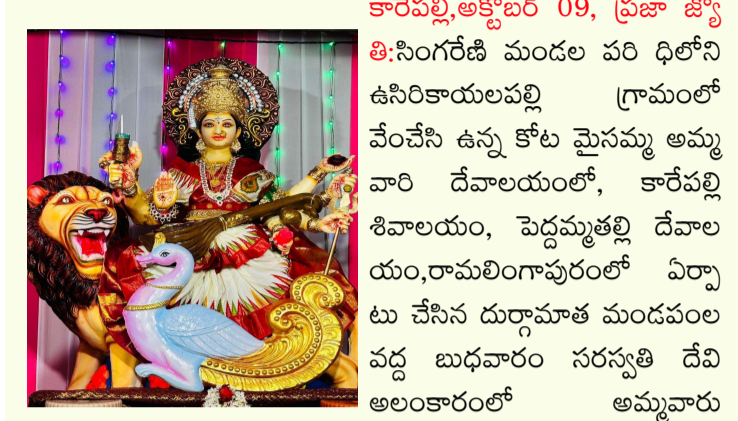 కారేపల్లి,అక్టోబర్ 09, ప్రజా జ్యో
తి:సింగరేణి మండల పరి ధిలోని
ఉసిరికాయలపల్లి గ్రామంలో
వేంచేసి ఉన్న కోట మైసమ్మ అమ్మ
వారి దేవాలయంలో, కారేపల్లి
శివాలయం, పెద్దమ్మతల్లి దేవాల
యం,రామలింగాపురంలో ఏర్పా
టు చేసిన దుర్గామాత మండపంల
వద్ద బుధవారం సరస్వతి దేవి
అలంకారంలో అమ్మవారు